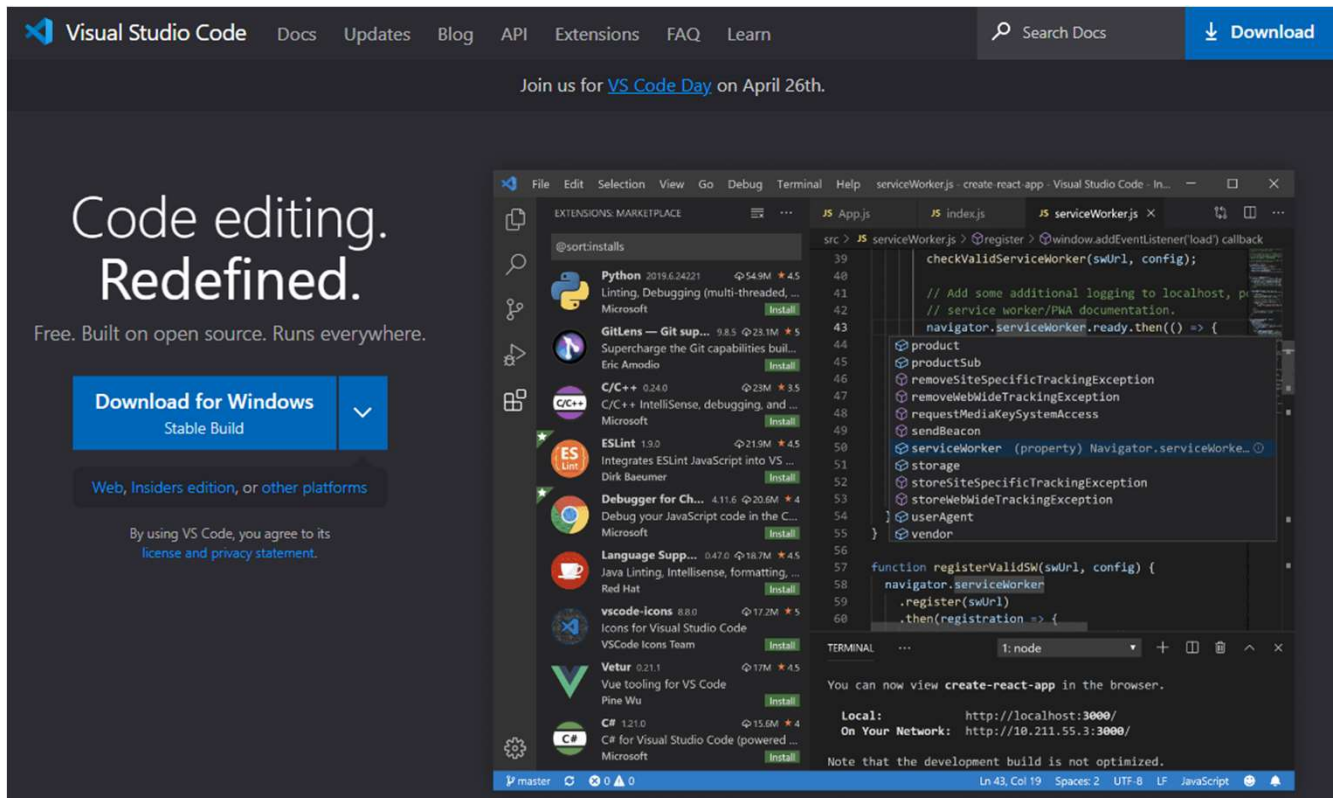 Visual Studio Code Docs Updates Blog API Extensions FAQ Learn Search Docs Download
Join us for VS Code Day on April 26th.
Code editing.
Redefined.
Free. Built on open source. Runs everywhere.
Download for Windows
Stable Build
Web, Insiders edition, or other platforms
By using VS Code, you agree to its
license and privacy statement.
File Edit Selection View Go Debug Terminal Help serviceWorker.js - create-react-app - Visual Studio Code - In...
EXTENSIONS: MARKETPLACE
@sort:installs
Python 2019.6.24221 54.9M 4.5
Linting, Debugging (multi-threaded, ...
Microsoft Install
GitLens — Git sup... 9.8.5 23.1M 5
Supercharge the Git capabilities buil...
Eric Amodio Install
C/C++
C/C++ 0.24.0 23M 3.5
C/C++ IntelliSense, debugging, and ...
Microsoft Install
ES
Lint
ESLint 1.9.0 21.9M 4.5
Integrates ESLint JavaScript into VS ...
Dirk Baeumer Install
Debugger for Ch... 4.11.6 20.6M 4
Debug your JavaScript code in the C...
Microsoft Install
Language Supp... 0.47.0 18.7M 4.5
Java Linting, Intellisense, formatting, ...
Red Hat Install
vscode-icons 8.8.0 17.2M 5
Icons for Visual Studio Code
VSCode Icons Team Install
Vetur 0.21.1 17M 4.5
Vue tooling for VS Code
Pine Wu Install
C#
C# 1.21.0 15.6M 4
C# for Visual Studio Code (powered ...
Microsoft Install
JS App.js JS index.js JS serviceWorker.js
src > JS serviceWorker.js > register > window.addEventListener('load') callback
39 checkValidServiceWorker(swUrl, config);
40
41 // Add some additional logging to localhost,
42 // service worker/PWA documentation.
43 navigator.serviceWorker.ready.then(() => {
44 product
45 productSub
46 removeSiteSpecificTrackingException
47 removeWebWideTrackingException
48 requestMediaKeySystemAccess
49 sendBeacon
50 serviceWorker (property) Navigator.serviceWorke...
51 storage
52 storeSiteSpecificTrackingException
53 storeWebWideTrackingException
54 } userAgent
55 } vendor
56
57 function registerValidSW(swUrl, config) {
58 navigator.serviceWorker
59 .register(swUrl)
60 .then(registration => {
TERMINAL ... 1: node
You can now view create-react-app in the browser.
Local: http://localhost:3000/
On Your Network: http://10.211.55.3:3000/
Note that the development build is not optimized.
master 0 0 Ln 43, Col 19 Spaces: 2 UTF-8 LF JavaScript